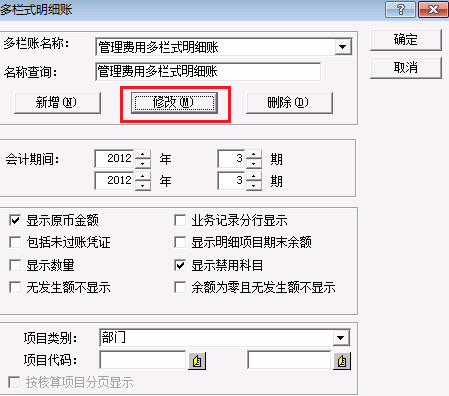 多栏式明细账
多栏账名称: 管理费用多栏式明细账 确定
名称查询: 管理费用多栏式明细账 取消
新增(N) 修改(M) 删除(D)
会计期间: 2012 年 3 期
2012 年 3 期
显示原币金额 业务记录分行显示
包括未过账凭证 显示明细项目期末余额
显示数量 显示禁用科目
无发生额不显示 余额为零且无发生额不显示
项目类别: 部门
项目代码:
按核算项目分页显示